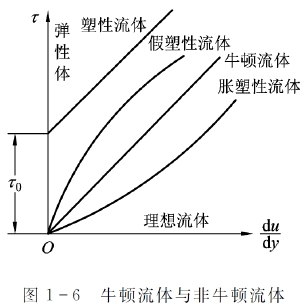 τ
弹性体
塑性流体
假塑性流体
牛顿流体
胀塑性流体
τ₀
理想流体
O
du
dy
图 1-6 牛顿流体与非牛顿流体